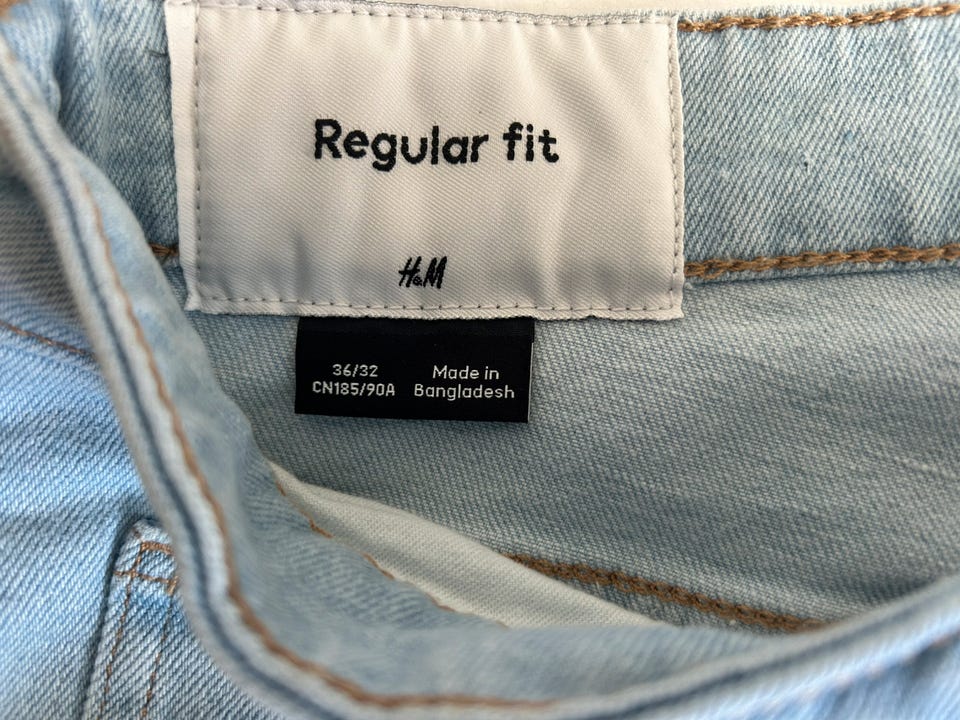 Regular fit
H&M
36/32
CN185/90A
Made in
Bangladesh